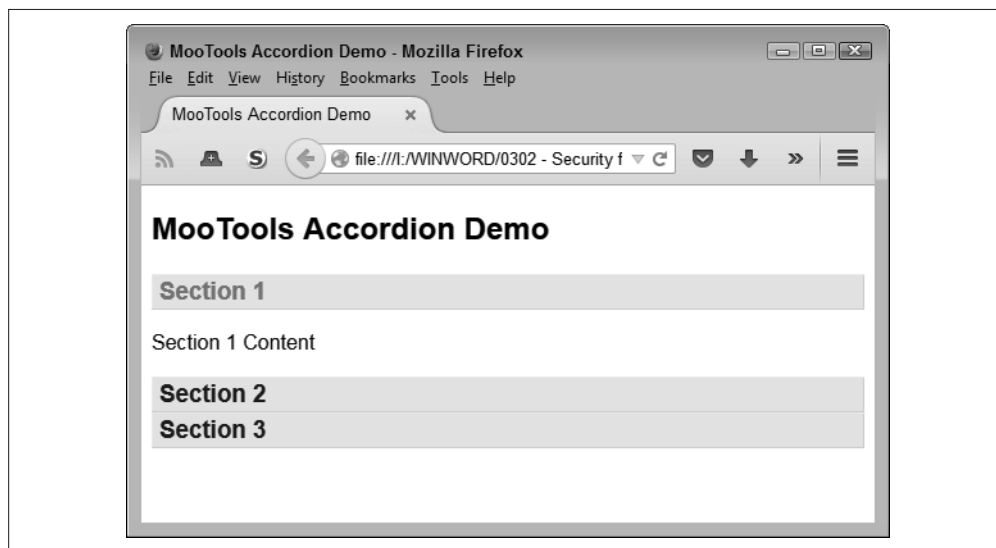 MooTools Accordion Demo - Mozilla Firefox
File Edit View History Bookmarks Tools Help
MooTools Accordion Demo ×
S file:///I:/WINWORD/0302 - Security f »
MooTools Accordion Demo
Section 1
Section 1 Content
Section 2
Section 3